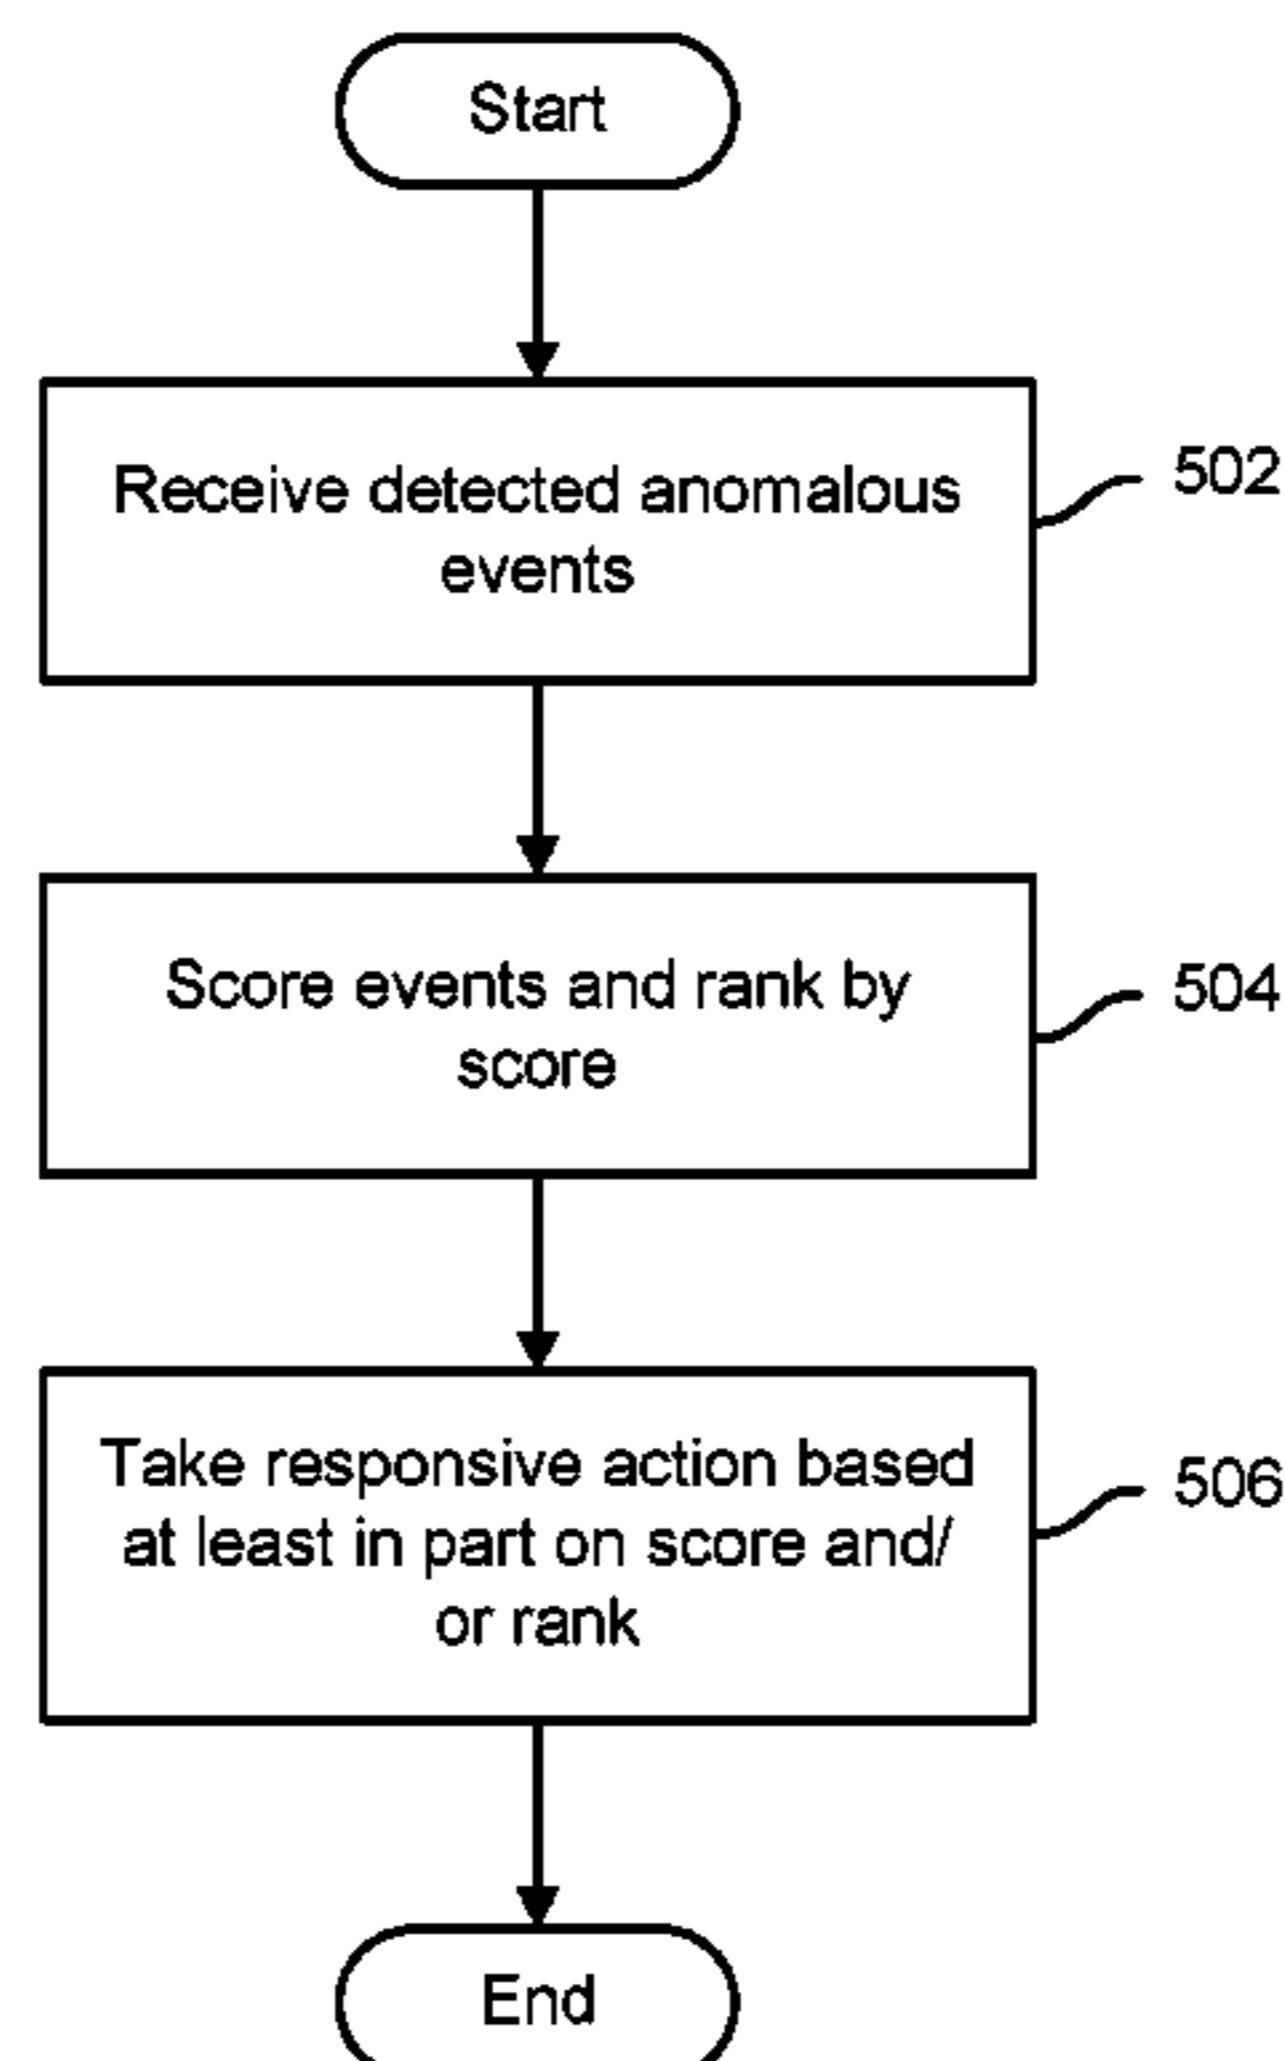 Start
Receive detected anomalous
events
502
Score events and rank by
score
504
Take responsive action based
at least in part on score and/
or rank
506
End